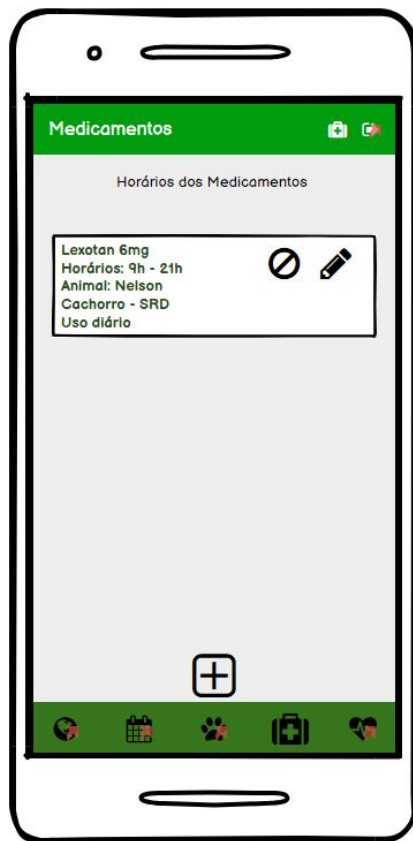 Medicamentos
Horários dos Medicamentos
Lexotan 6mg
Horários: 9h - 21h
Animal: Nelson
Cachorro - SRD
Uso diário